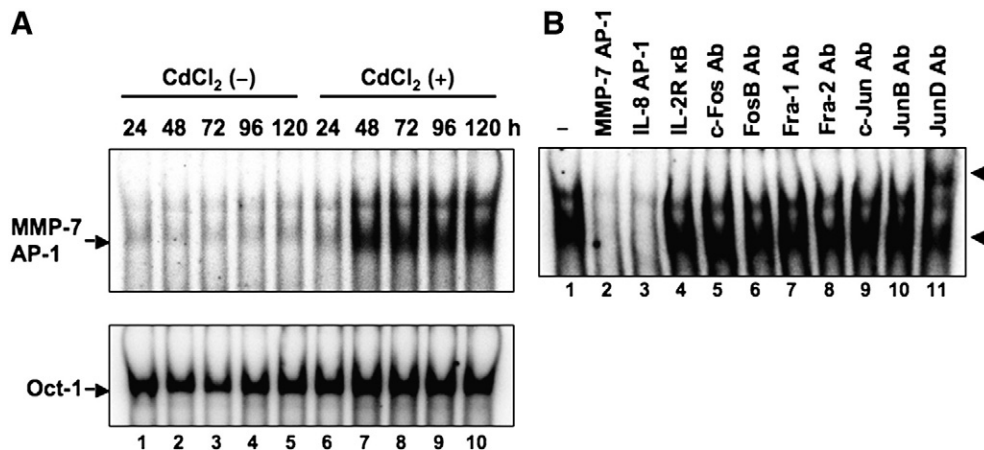 A
CdCl₂ (−) CdCl₂ (+)
24 48 72 96 120 24 48 72 96 120 h
MMP-7
AP-1
Oct-1
1 2 3 4 5 6 7 8 9 10
B
–
MMP-7 AP-1
IL-8 AP-1
IL-2R κB
c-Fos Ab
FosB Ab
Fra-1 Ab
Fra-2 Ab
c-Jun Ab
JunB Ab
JunD Ab
1 2 3 4 5 6 7 8 9 10 11